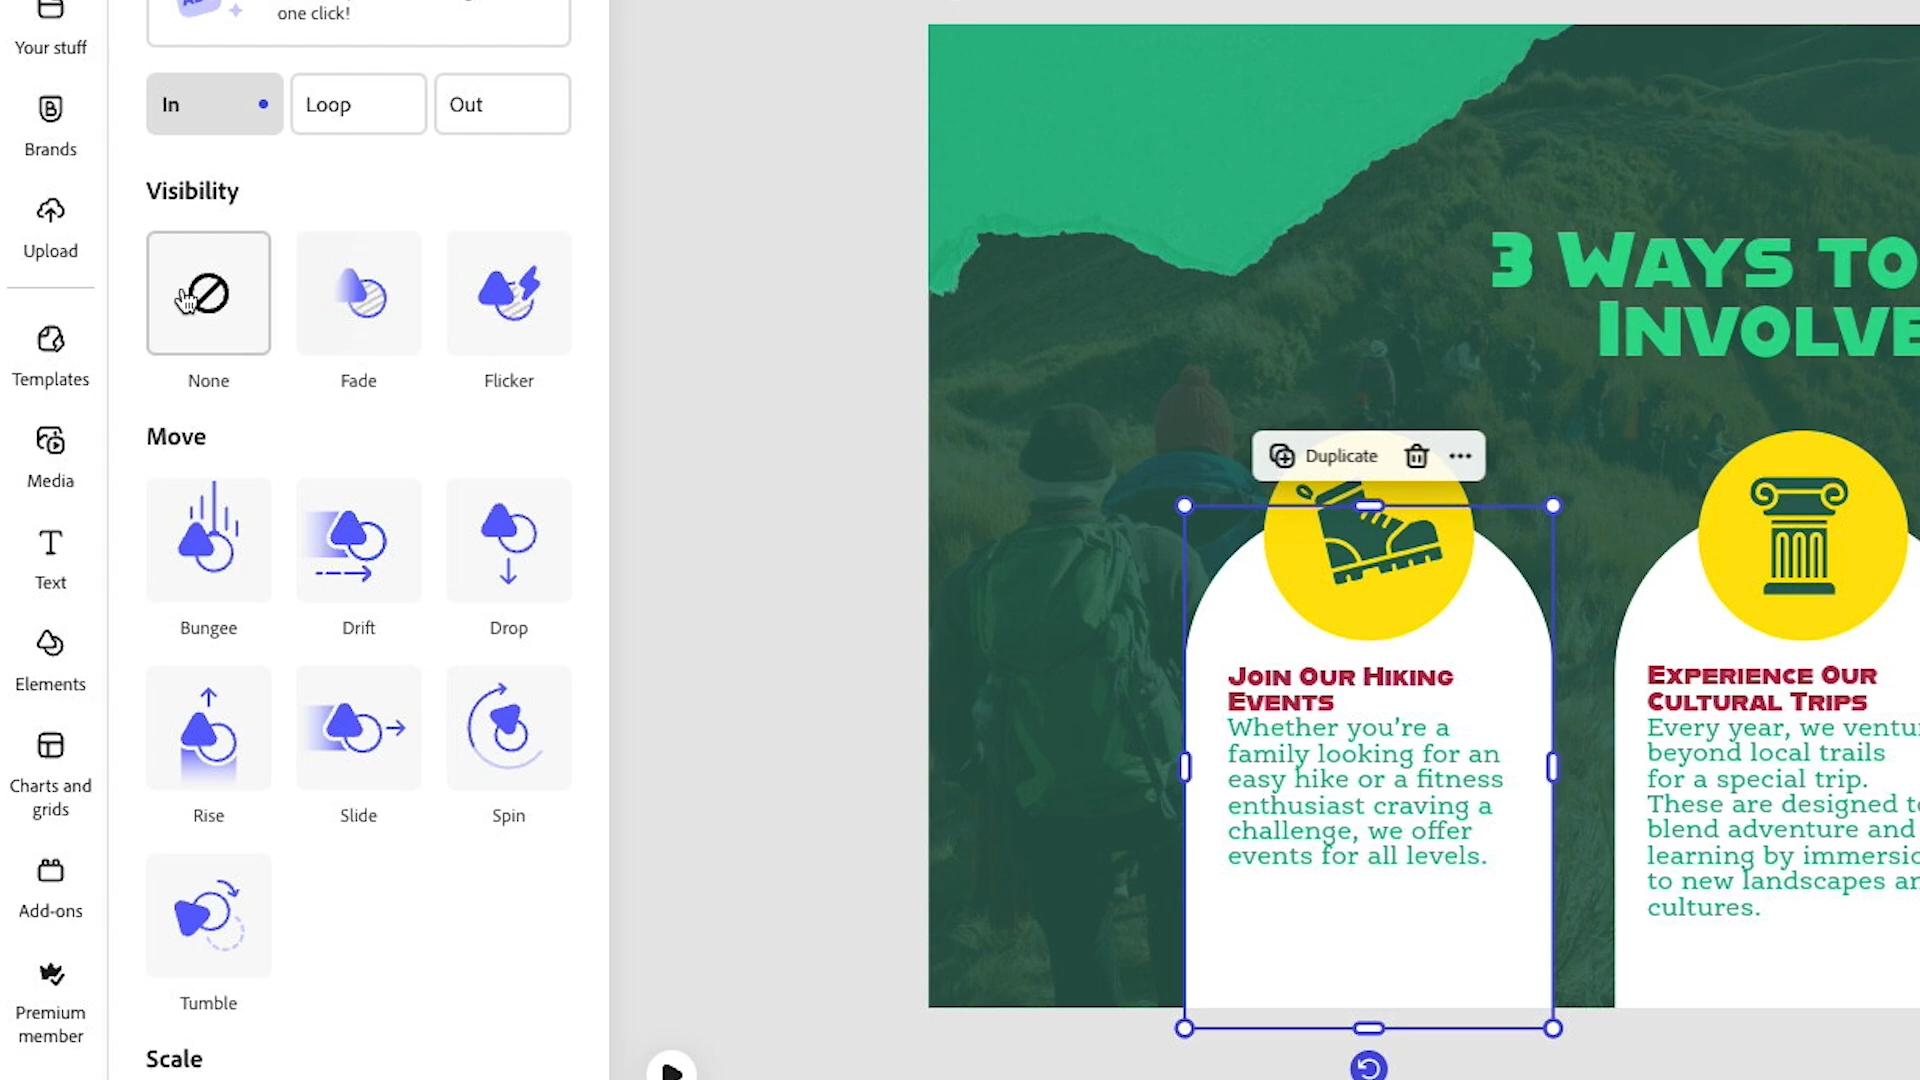 Your stuff
Brands
Upload
Templates
Media
Text
Elements
Charts and
grids
Add-ons
Premium
member
one click!
In
Loop
Out
Visibility
None
Fade
Flicker
Move
Bungee
Drift
Drop
Rise
Slide
Spin
Tumble
Scale
3 Ways to
Involve
Duplicate
Join Our Hiking
Events
Whether you're a
family looking for an
easy hike or a fitness
enthusiast craving a
challenge, we offer
events for all levels.
Experience Our
Cultural Trips
Every year, we ventu
beyond local trails
for a special trip.
These are designed to
blend adventure and
learning by immersio
to new landscapes an
cultures.